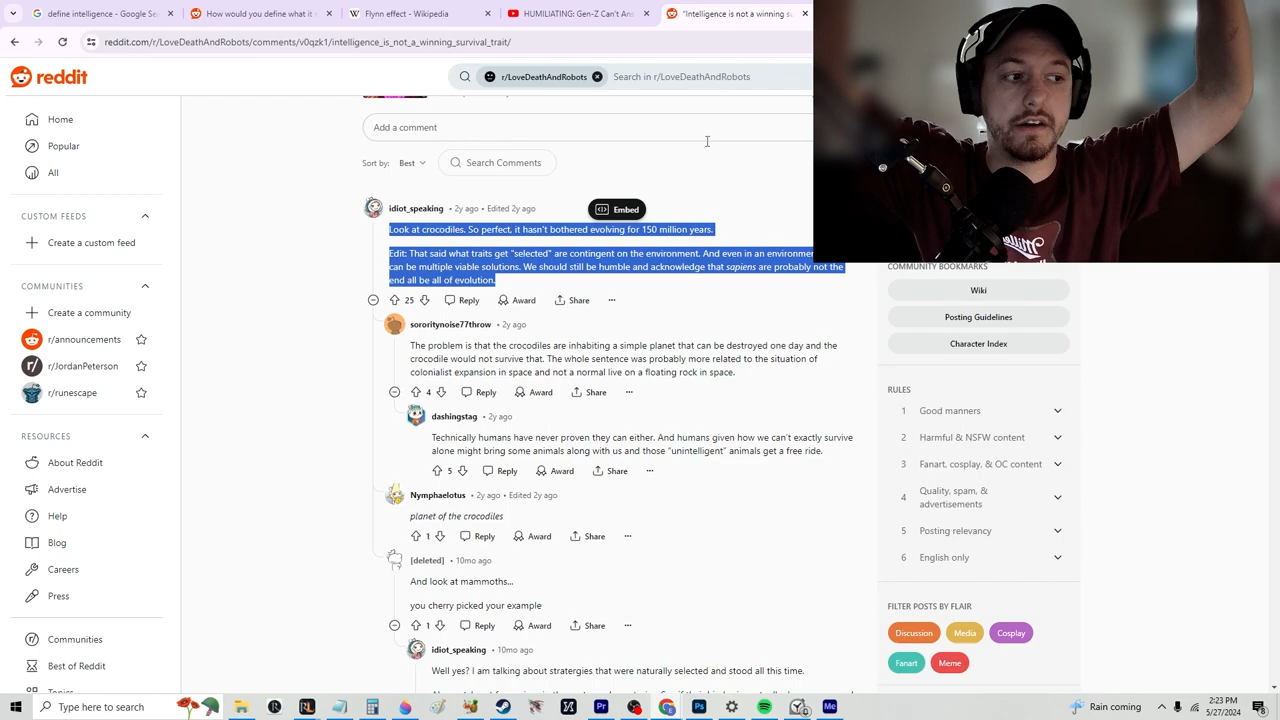 define intelligence - Google Se
Flynn effect - Wikipedia
HUMILIATING: Gen-Z Can't Ans
"Intelligence is not a winning su
reddit.com/r/LoveDeathAndRobots/comments/v0qzk1/intelligence_is_not_a_winning_survival_trait/
reddit
r/LoveDeathAndRobots
Search in r/LoveDeathAndRobots
Home
Popular
All
CUSTOM FEEDS
Create a custom feed
COMMUNITIES
Create a community
r/announcements
r/JordanPeterson
r/runescape
RESOURCES
About Reddit
Advertise
Help
Blog
Careers
Press
Communities
Best of Reddit
Topics
Add a comment
Sort by: Best
Search Comments
idiot_speaking • 2y ago • Edited 2y ago
Embed
Look at crocodiles. So perfect, it hasn't bothered evolving for 150 million years.
Edit: That said what traits get "selected" are contingent on the environment. And even in an environmen
can be multiple viable solutions. We should still be humble and acknowledge that sapiens are probably not the
end all be all of evolution.
25 Reply Award Share
sororitynoise77throw • 2y ago
The problem is that the crocodiles are inhabiting a simple planet that can be destroyed one day and the
crocodile would not survive that. The whole sentence was probably more related to the situation of
colonialist expansion in space and not a normal live on a floating rock in space.
4 Reply Award Share
dashingstag • 2y ago
Technically humans have never proven they can either. And humans given how we can't exactly survive
alone might bring some animals along with us and those "unintelligent" animals get a free ride.
5 Reply Award Share
Nymphaelotus • 2y ago • Edited 2y ago
planet of the crocodiles
1 Reply Award Share
[deleted] • 10mo ago
And look at mammoths...
you cherry picked your example
1 Reply Award Share
idiot_speaking • 10mo ago
Well yes? I am talking about stratergies that were naturally selected and stood all this time.
COMMUNITY BOOKMARKS
Wiki
Posting Guidelines
Character Index
RULES
1 Good manners
2 Harmful & NSFW content
3 Fanart, cosplay, & OC content
4 Quality, spam, &
advertisements
5 Posting relevancy
6 English only
FILTER POSTS BY FLAIR
Discussion
Media
Cosplay
Fanart
Meme
Type here to search
Rain coming
2:23 PM
5/27/2024